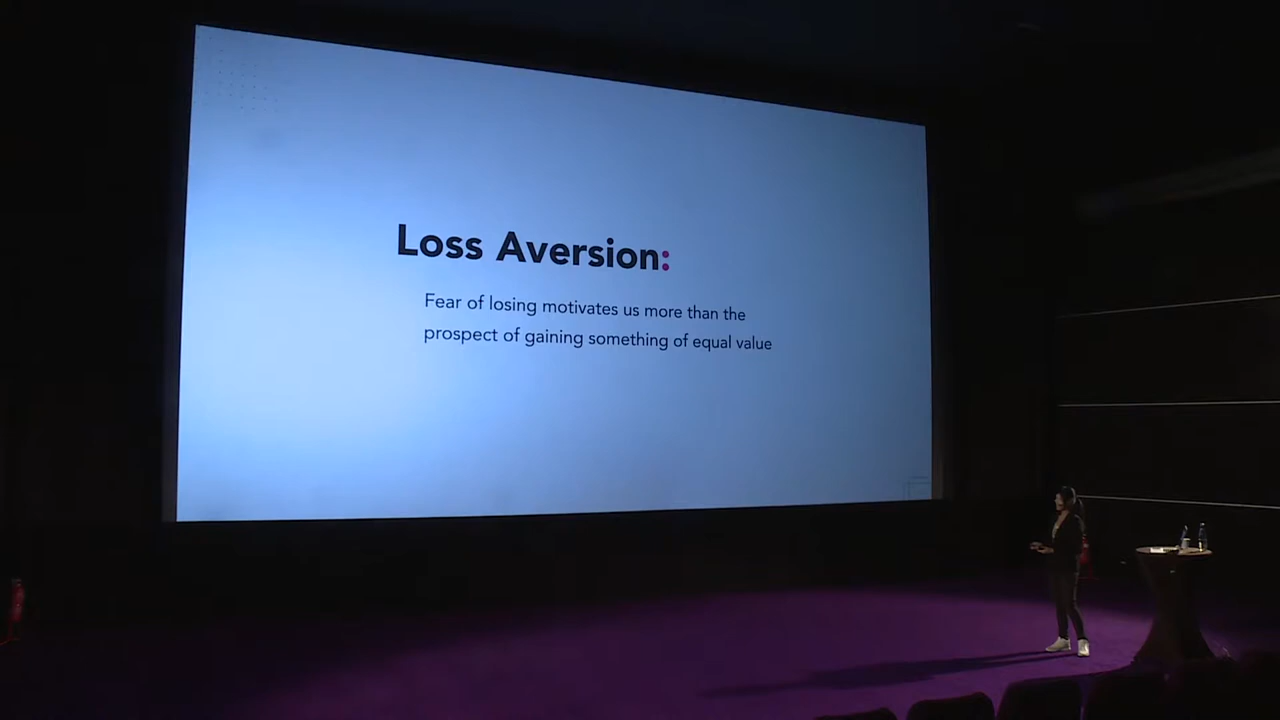 Loss Aversion:
Fear of losing motivates us more than the
prospect of gaining something of equal value